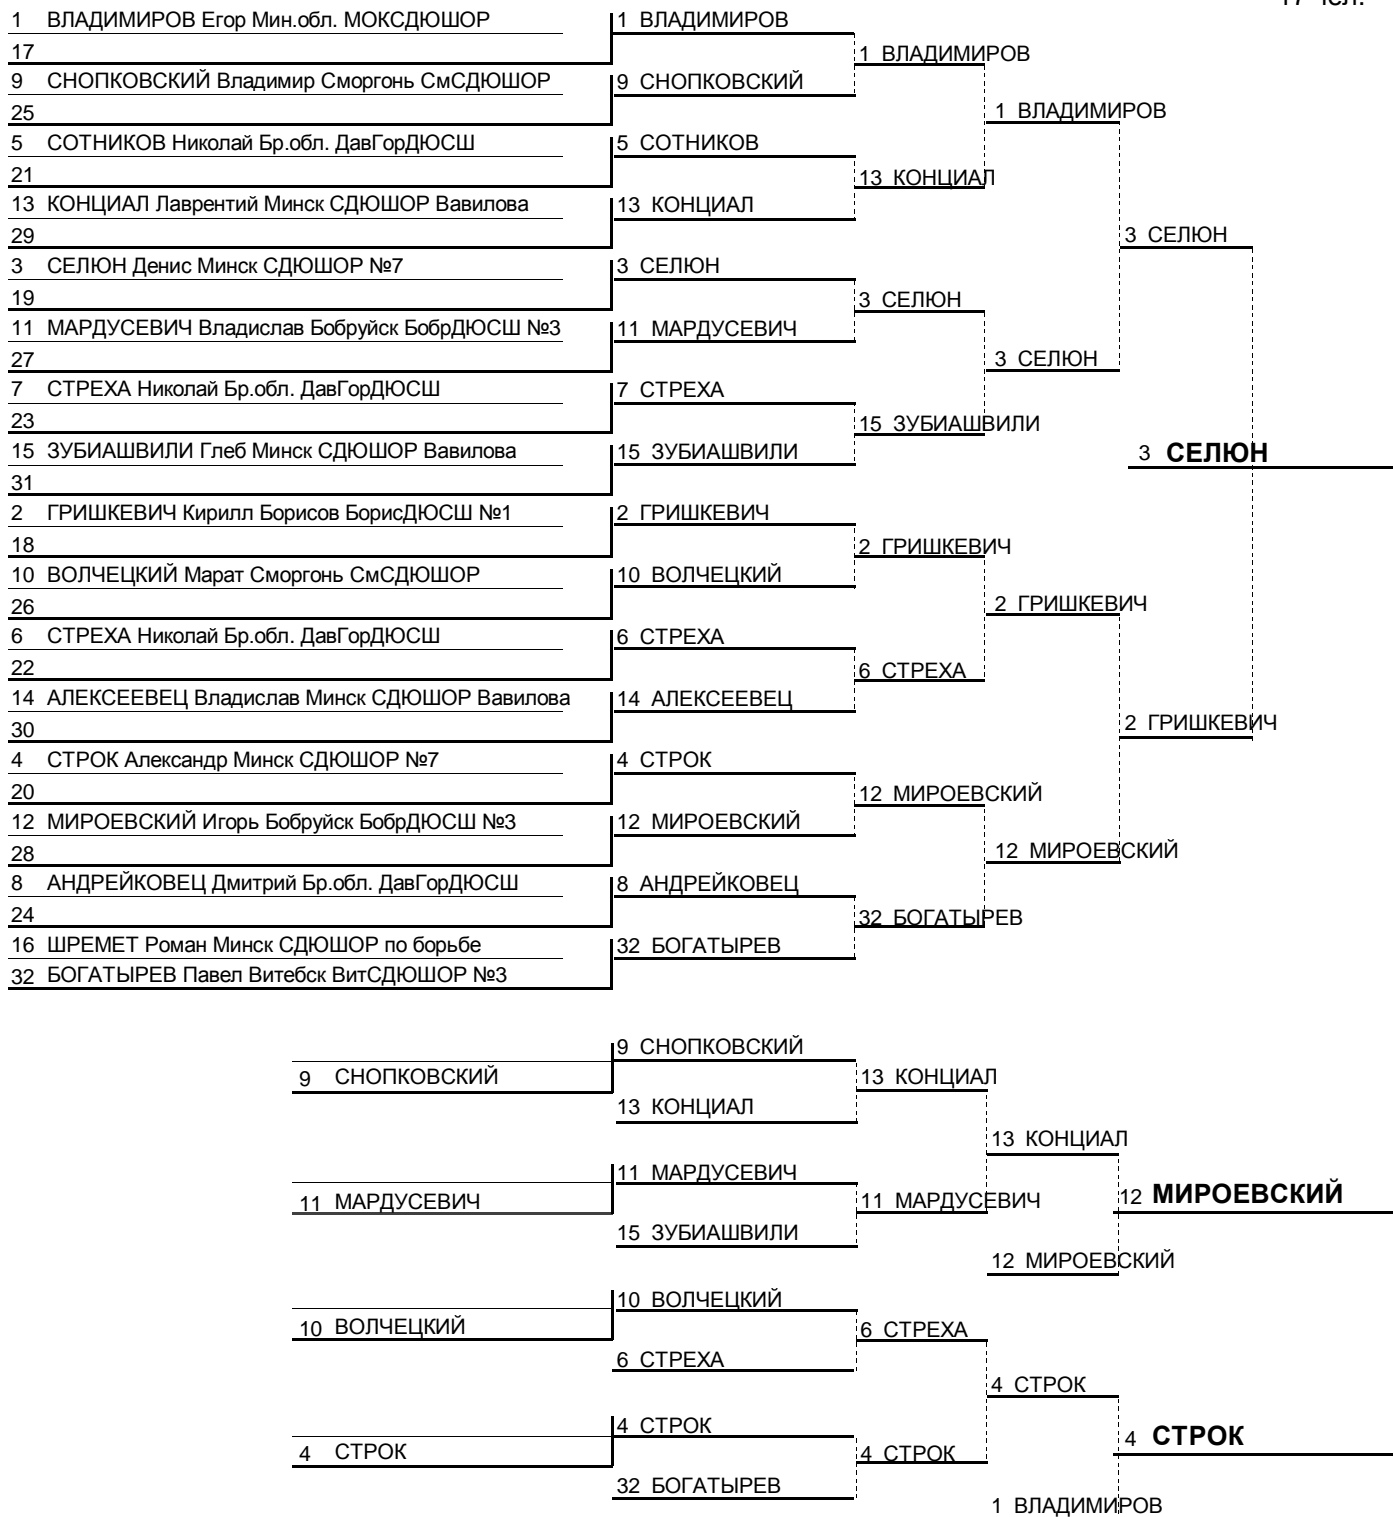 17 чел.
1 ВЛАДИМИРОВ Егор Мин.обл. МОКСДЮШОР
1 ВЛАДИМИРОВ
17
1 ВЛАДИМИРОВ
9 СНОПКОВСКИЙ Владимир Сморгонь СмСДЮШОР
9 СНОПКОВСКИЙ
25
1 ВЛАДИМИРОВ
5 СОТНИКОВ Николай Бр.обл. ДавГорДЮСШ
5 СОТНИКОВ
21
13 КОНЦИАЛ
13 КОНЦИАЛ Лаврентий Минск СДЮШОР Вавилова
13 КОНЦИАЛ
29
3 СЕЛЮН
3 СЕЛЮН Денис Минск СДЮШОР №7
3 СЕЛЮН
19
3 СЕЛЮН
11 МАРДУСЕВИЧ Владислав Бобруйск БобрДЮСШ №3
11 МАРДУСЕВИЧ
27
3 СЕЛЮН
7 СТРЕХА Николай Бр.обл. ДавГорДЮСШ
7 СТРЕХА
23
15 ЗУБИАШВИЛИ
15 ЗУБИАШВИЛИ Глеб Минск СДЮШОР Вавилова
15 ЗУБИАШВИЛИ
3 СЕЛЮН
31
2 ГРИШКЕВИЧ Кирилл Борисов БорисДЮСШ №1
2 ГРИШКЕВИЧ
18
2 ГРИШКЕВИЧ
10 ВОЛЧЕЦКИЙ Марат Сморгонь СмСДЮШОР
10 ВОЛЧЕЦКИЙ
26
2 ГРИШКЕВИЧ
6 СТРЕХА Николай Бр.обл. ДавГорДЮСШ
6 СТРЕХА
22
6 СТРЕХА
14 АЛЕКСЕЕВЕЦ Владислав Минск СДЮШОР Вавилова
14 АЛЕКСЕЕВЕЦ
30
2 ГРИШКЕВИЧ
4 СТРОК Александр Минск СДЮШОР №7
4 СТРОК
20
12 МИРОЕВСКИЙ
12 МИРОЕВСКИЙ Игорь Бобруйск БобрДЮСШ №3
12 МИРОЕВСКИЙ
28
12 МИРОЕВСКИЙ
8 АНДРЕЙКОВЕЦ Дмитрий Бр.обл. ДавГорДЮСШ
8 АНДРЕЙКОВЕЦ
24
32 БОГАТЫРЕВ
16 ШРЕМЕТ Роман Минск СДЮШОР по борьбе
32 БОГАТЫРЕВ
32 БОГАТЫРЕВ Павел Витебск ВитСДЮШОР №3
9 СНОПКОВСКИЙ
9 СНОПКОВСКИЙ
13 КОНЦИАЛ
13 КОНЦИАЛ
13 КОНЦИАЛ
11 МАРДУСЕВИЧ
11 МАРДУСЕВИЧ
11 МАРДУСЕВИЧ
12 МИРОЕВСКИЙ
15 ЗУБИАШВИЛИ
12 МИРОЕВСКИЙ
10 ВОЛЧЕЦКИЙ
10 ВОЛЧЕЦКИЙ
6 СТРЕХА
6 СТРЕХА
4 СТРОК
4 СТРОК
4 СТРОК
4 СТРОК
4 СТРОК
32 БОГАТЫРЕВ
1 ВЛАДИМИРОВ